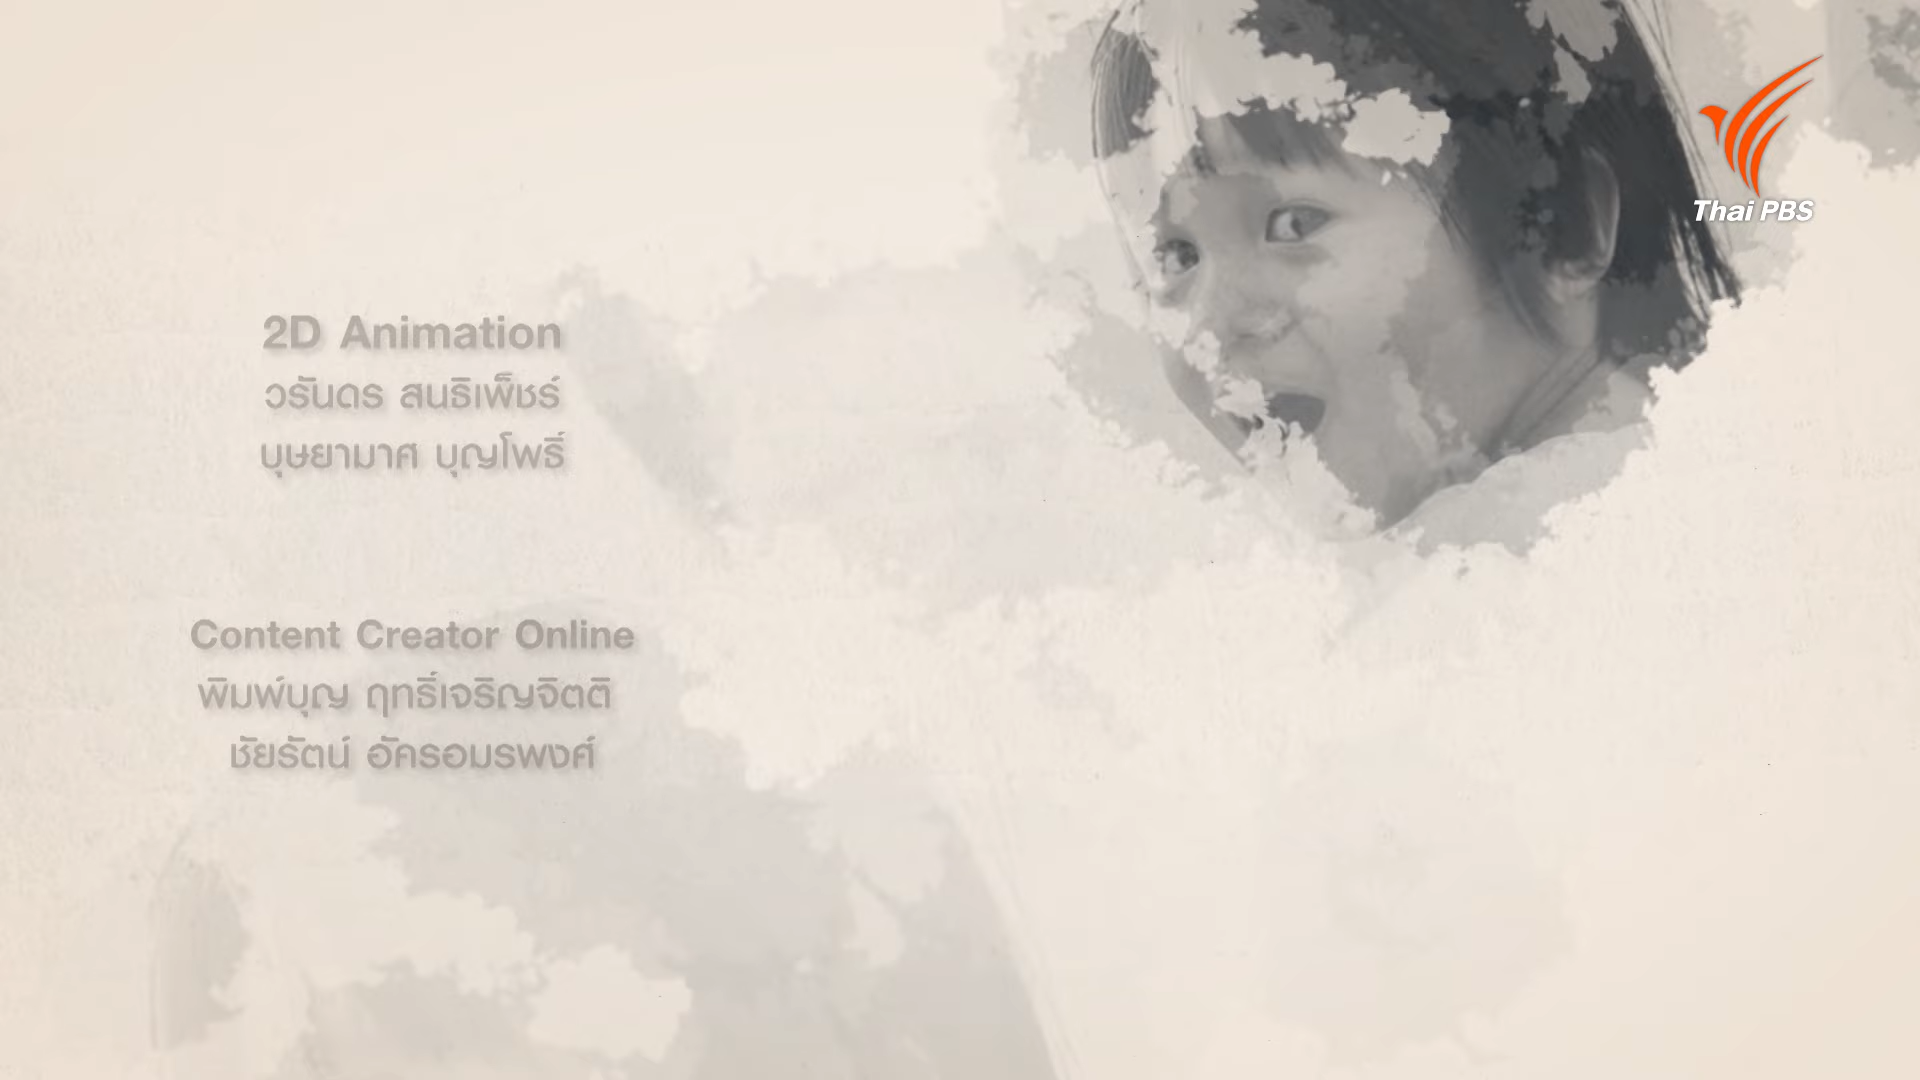 Thai PBS
2D Animation
วรันดร สนธิเพ็ชร์
บุษยามาศ บุญโพธิ์
Content Creator Online
พิมพ์บุญ ฤทธิ์เจริญจิตติ
ชัยรัตน์ อัครอมรพงศ์